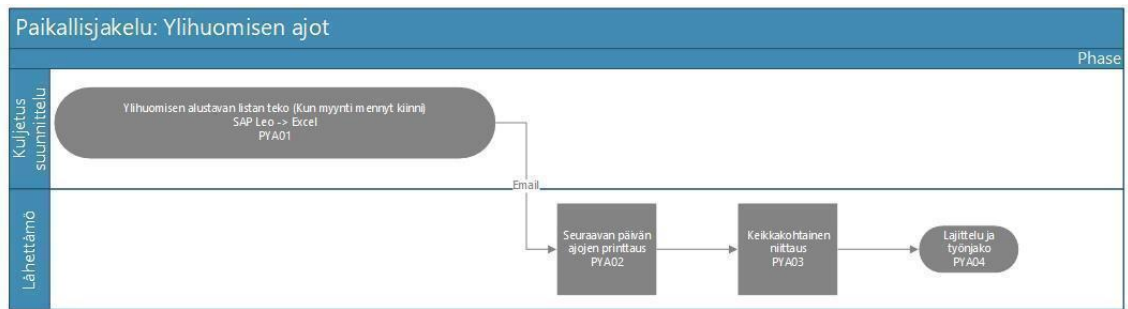 Paikallisjakelu: Ylihuomisen ajot
Phase
Kuljetus
suunnittelu
Ylihuomisen alustavan listan teko (Kun myynti mennyt kiinni)
SAP Leo -> Excel
PYA01
Email
Lähettämö
Seuraavan päivän
ajojen printtaus
PYA02
Keikkakohtainen
niittaus
PYA03
Lajittelu ja
työnjako
PYA04